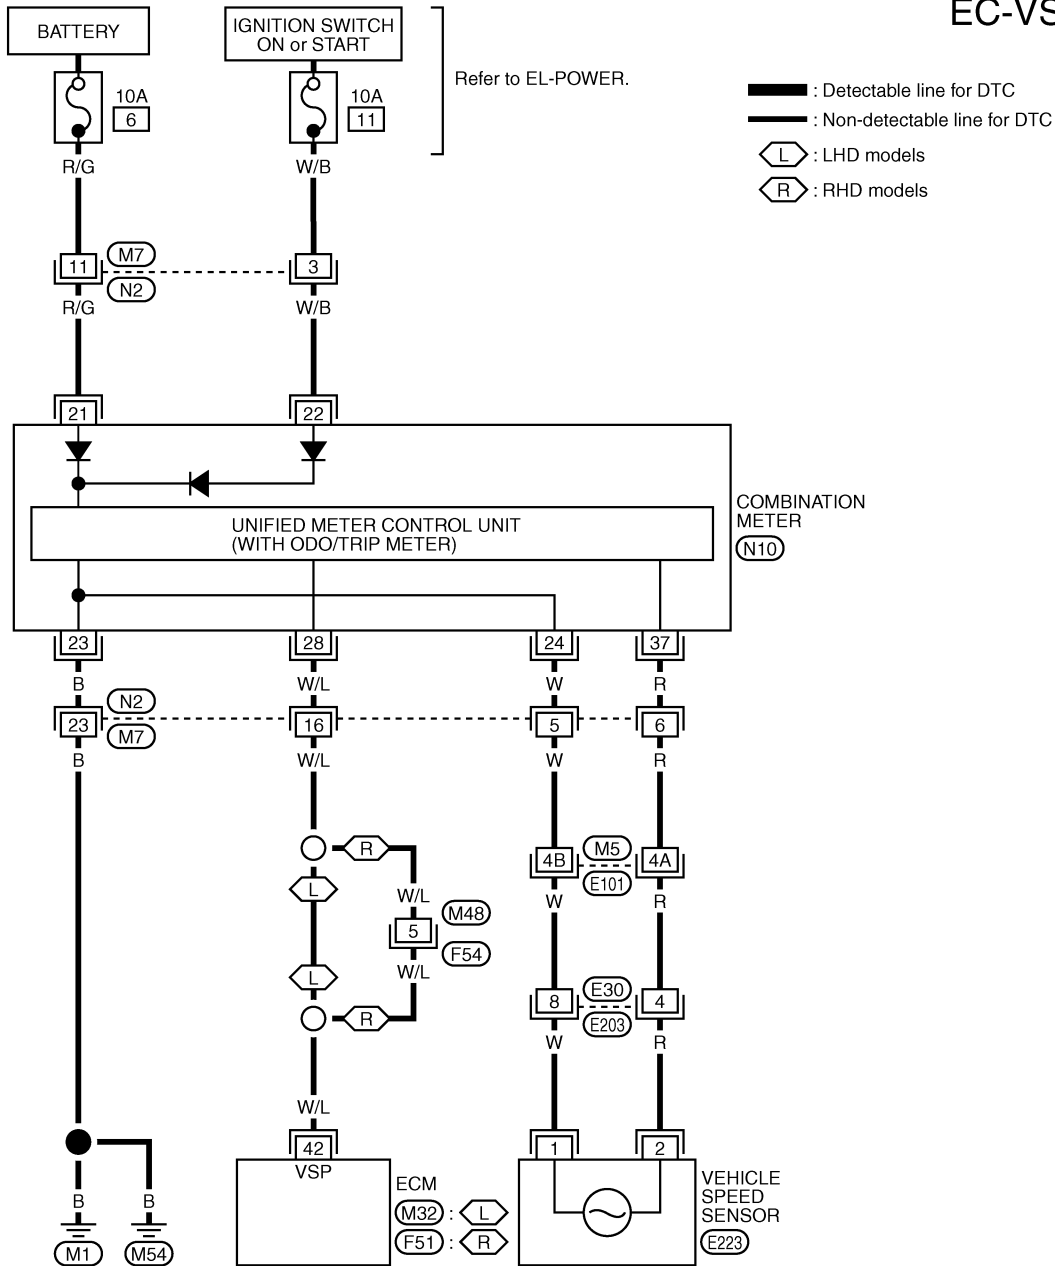 EC-VS
BATTERY
IGNITION SWITCH
ON or START
Refer to EL-POWER.
: Detectable line for DTC
: Non-detectable line for DTC
L : LHD models
R : RHD models
10A
6
10A
11
R/G
W/B
11
M7
N2
3
R/G
W/B
21
22
UNIFIED METER CONTROL UNIT
(WITH ODO/TRIP METER)
COMBINATION
METER
N10
23
28
24
37
B
W/L
W
R
N2
23
M7
16
5
6
B
W/L
W
R
R
L
W/L
M48
5
F54
W/L
L
R
4B
M5
E101
4A
W
R
8
E30
E203
4
W
R
W/L
42
VSP
1
2
B
B
M1
M54
ECM
M32 : L
F51 : R
VEHICLE
SPEED
SENSOR
E223